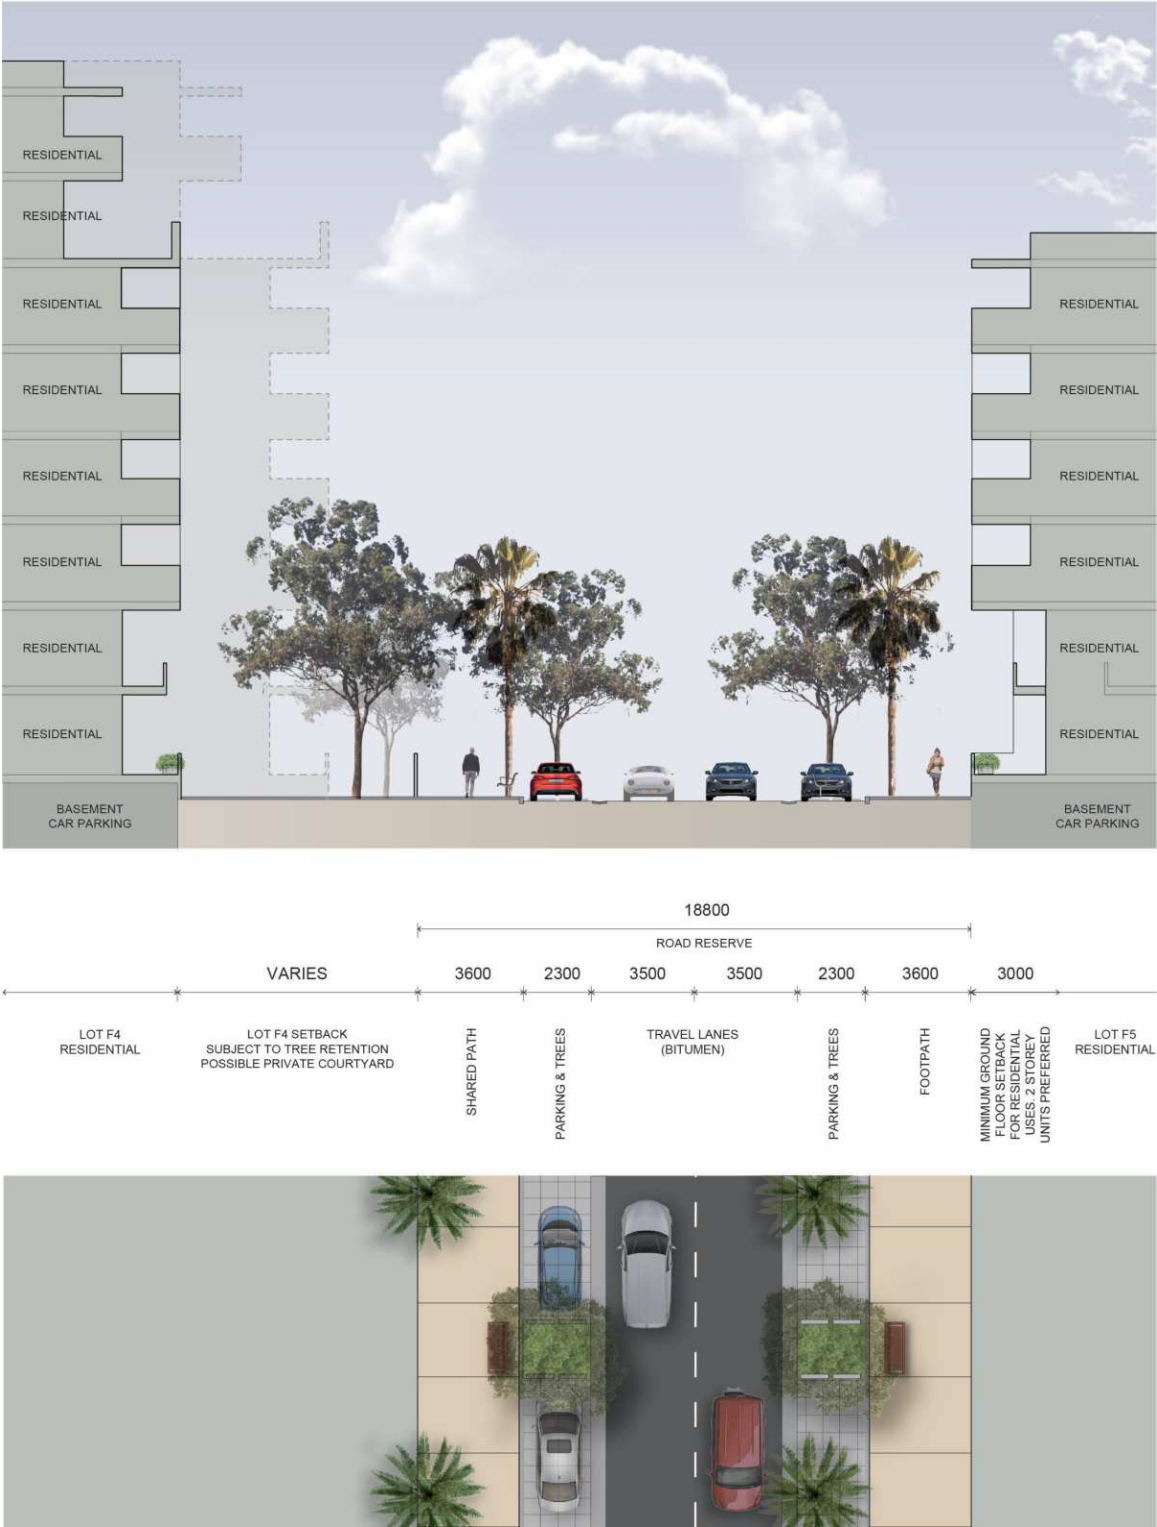 RESIDENTIAL
RESIDENTIAL
RESIDENTIAL
RESIDENTIAL
RESIDENTIAL
RESIDENTIAL
RESIDENTIAL
RESIDENTIAL
BASEMENT
CAR PARKING
RESIDENTIAL
RESIDENTIAL
RESIDENTIAL
RESIDENTIAL
RESIDENTIAL
RESIDENTIAL
BASEMENT
CAR PARKING
18800
ROAD RESERVE
VARIES
3600
2300
3500
3500
2300
3600
3000
LOT F4
RESIDENTIAL
LOT F4 SETBACK
SUBJECT TO TREE RETENTION
POSSIBLE PRIVATE COURTYARD
SHARED PATH
PARKING & TREES
TRAVEL LANES
(BITUMEN)
PARKING & TREES
FOOTPATH
MINIMUM GROUND
FLOOR SETBACK
FOR RESIDENTIAL
USES. 2 STOREY
UNITS PREFERRED
LOT F5
RESIDENTIAL